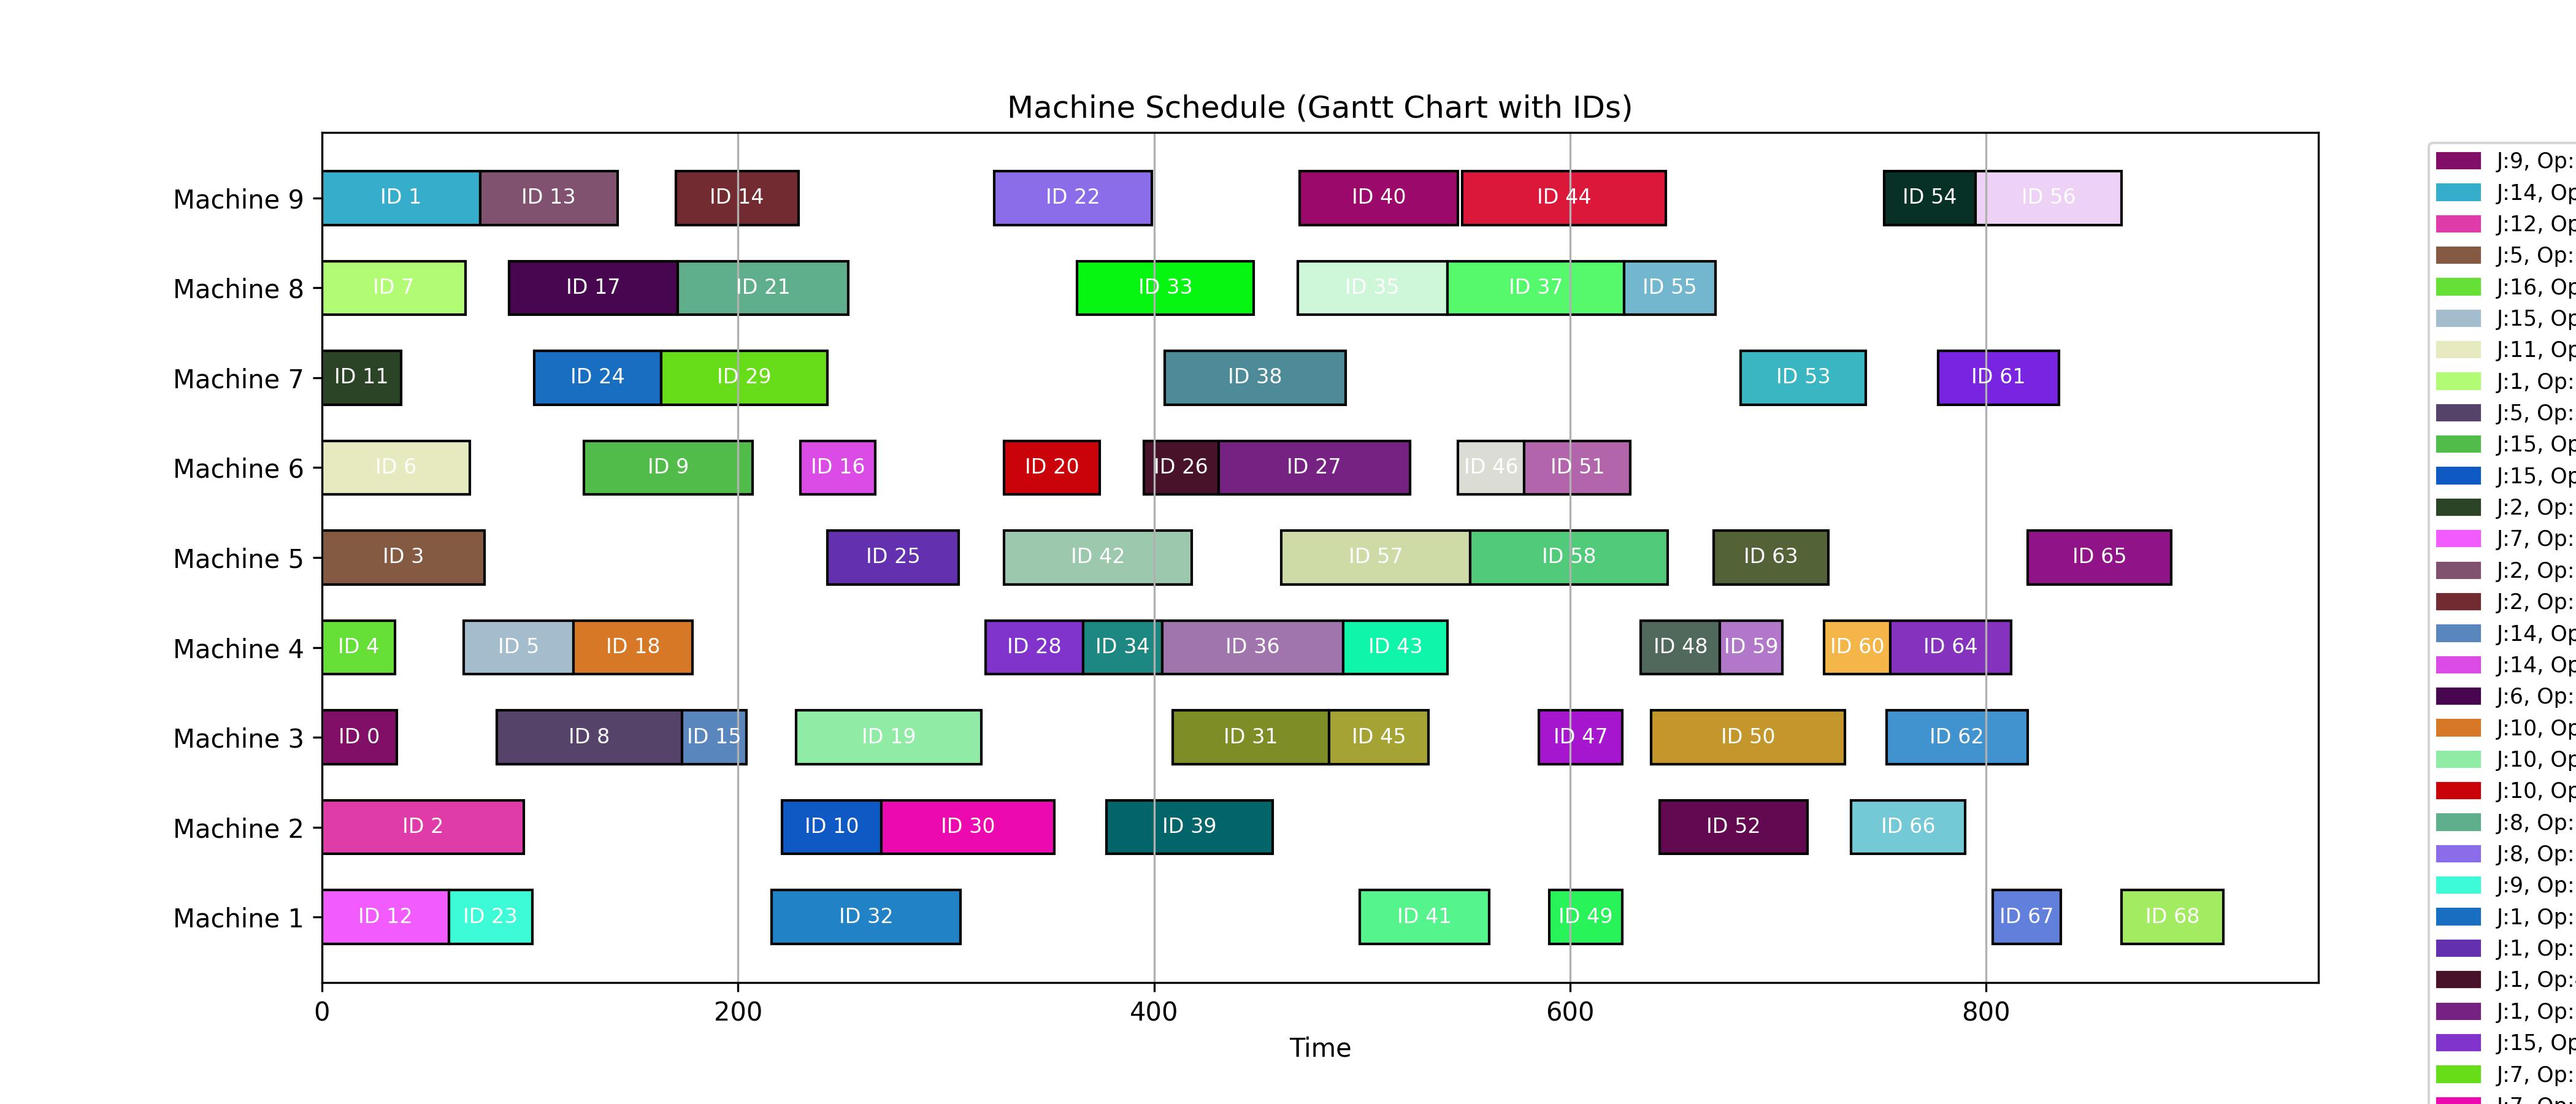 Machine Schedule (Gantt Chart with IDs)
Machine 9 ID 1 ID 13 ID 14 ID 22 ID 40 ID 44 ID 54 ID 56
Machine 8 ID 7 ID 17 ID 21 ID 33 ID 35 ID 37 ID 55
Machine 7 ID 11 ID 24 ID 29 ID 38 ID 53 ID 61
Machine 6 ID 6 ID 9 ID 16 ID 20 ID 26 ID 27 ID 46 ID 51
Machine 5 ID 3 ID 25 ID 42 ID 57 ID 58 ID 63 ID 65
Machine 4 ID 4 ID 5 ID 18 ID 28 ID 34 ID 36 ID 43 ID 48 ID 59 ID 60 ID 64
Machine 3 ID 0 ID 8 ID 15 ID 19 ID 31 ID 45 ID 47 ID 50 ID 62
Machine 2 ID 2 ID 10 ID 30 ID 39 ID 52 ID 66
Machine 1 ID 12 ID 23 ID 32 ID 41 ID 49 ID 67 ID 68
0 200 400 600 800
Time
J:9, Op:
J:14, Op
J:12, Op
J:5, Op:
J:16, Op
J:15, Op
J:11, Op
J:1, Op:
J:5, Op:
J:15, Op
J:15, Op
J:2, Op:
J:7, Op:
J:2, Op:
J:2, Op:
J:14, Op
J:14, Op
J:6, Op:
J:10, Op
J:10, Op
J:10, Op
J:8, Op:
J:8, Op:
J:9, Op:
J:1, Op:
J:1, Op:
J:1, Op:
J:1, Op:
J:15, Op
J:7, Op: